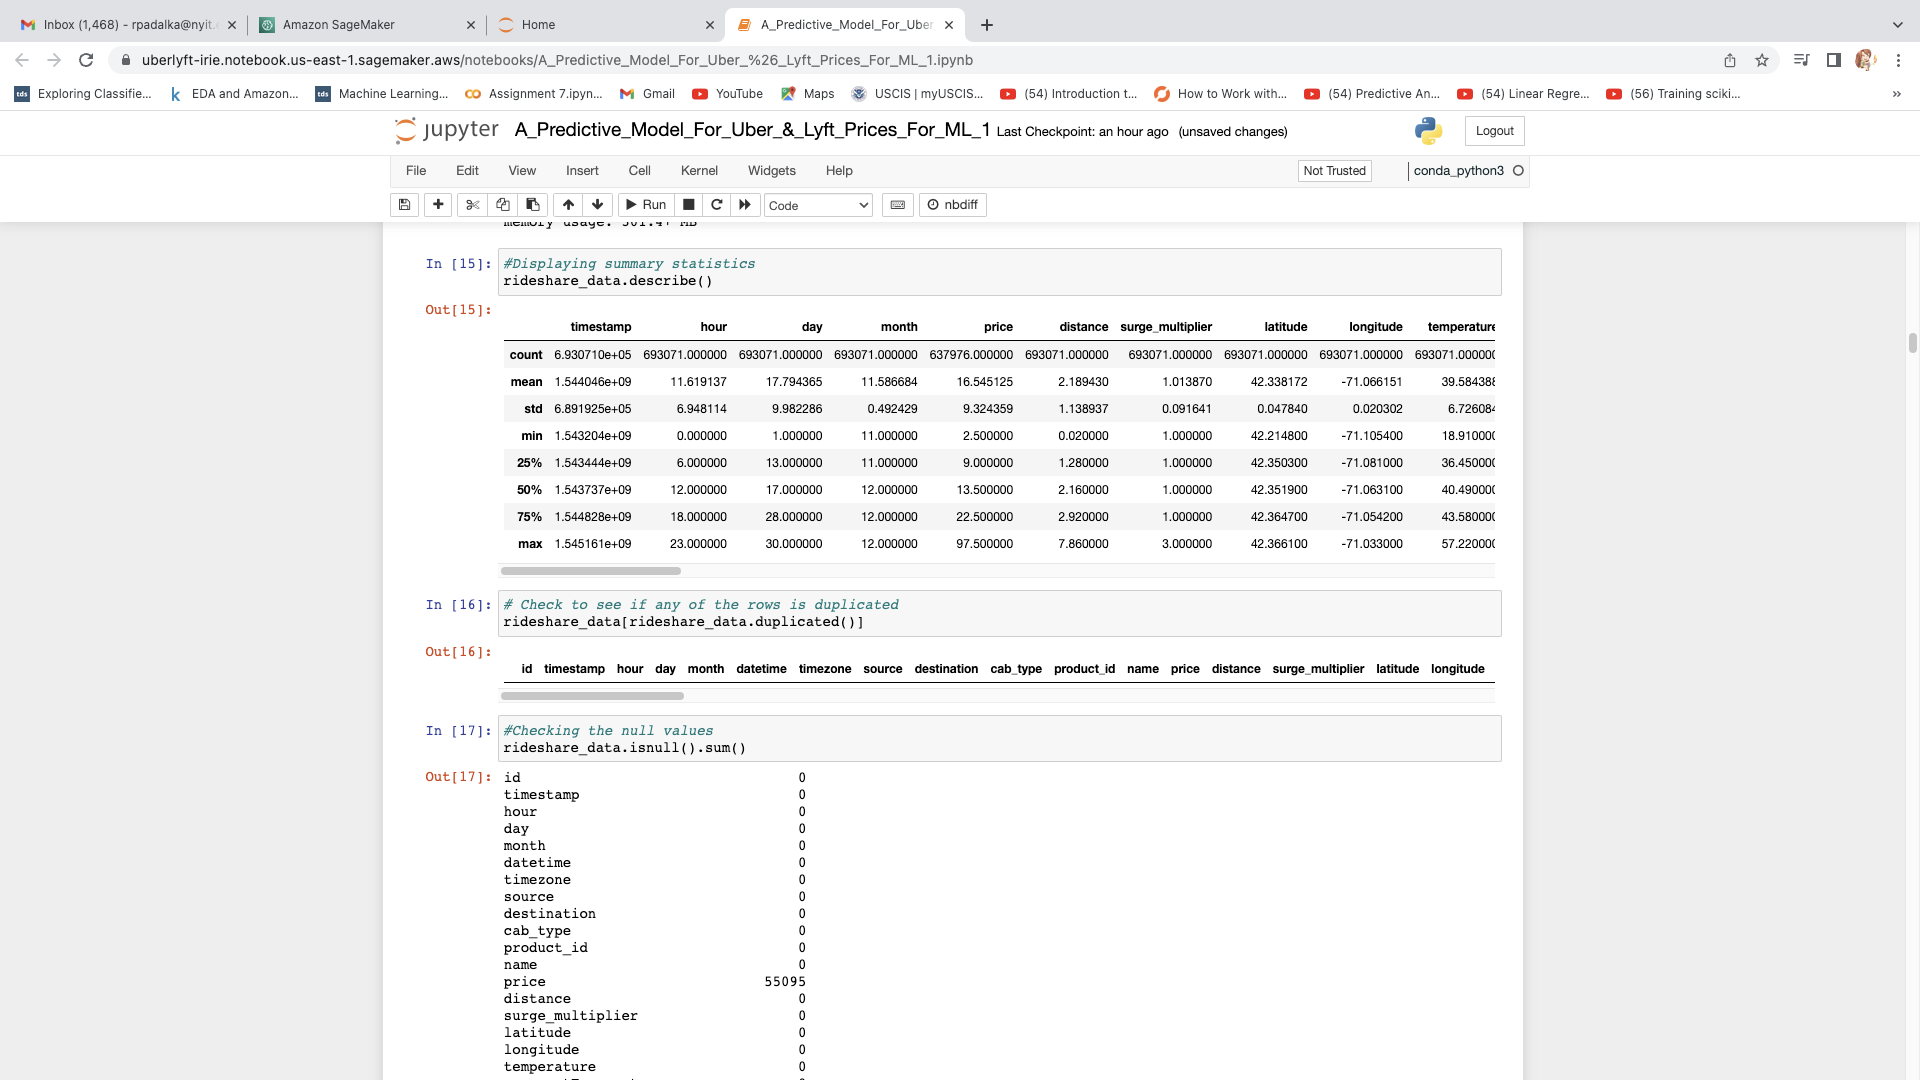 Inbox (1,468) - rpadalka@nyit.
Amazon SageMaker
Home
A_Predictive_Model_For_Uber
uberlyft-irie.notebook.us-east-1.sagemaker.aws/notebooks/A_Predictive_Model_For_Uber_%26_Lyft_Prices_For_ML_1.ipynb
tds Exploring Classifie... k EDA and Amazon... tds Machine Learning... CO Assignment 7.ipyn... Gmail YouTube Maps USCIS | myUSCIS... (54) Introduction t... How to Work with... (54) Predictive An... (54) Linear Regre... (56) Training sciki... »
jupyter A_Predictive_Model_For_Uber_&_Lyft_Prices_For_ML_1 Last Checkpoint: an hour ago (unsaved changes) Logout
File Edit View Insert Cell Kernel Widgets Help Not Trusted conda_python3
Run Code nbdiff
memory usage: 501.4+ MB
In [15]: #Displaying summary statistics
rideshare_data.describe()
Out[15]:
timestamp hour day month price distance surge_multiplier latitude longitude temperature
count 6.930710e+05 693071.000000 693071.000000 693071.000000 637976.000000 693071.000000 693071.000000 693071.000000 693071.000000 693071.000000
mean 1.544046e+09 11.619137 17.794365 11.586684 16.545125 2.189430 1.013870 42.338172 -71.066151 39.584388
std 6.891925e+05 6.948114 9.982286 0.492429 9.324359 1.138937 0.091641 0.047840 0.020302 6.726084
min 1.543204e+09 0.000000 1.000000 11.000000 2.500000 0.020000 1.000000 42.214800 -71.105400 18.910000
25% 1.543444e+09 6.000000 13.000000 11.000000 9.000000 1.280000 1.000000 42.350300 -71.081000 36.450000
50% 1.543737e+09 12.000000 17.000000 12.000000 13.500000 2.160000 1.000000 42.351900 -71.063100 40.490000
75% 1.544828e+09 18.000000 28.000000 12.000000 22.500000 2.920000 1.000000 42.364700 -71.054200 43.580000
max 1.545161e+09 23.000000 30.000000 12.000000 97.500000 7.860000 3.000000 42.366100 -71.033000 57.220000
In [16]: # Check to see if any of the rows is duplicated
rideshare_data[rideshare_data.duplicated()]
Out[16]:
id timestamp hour day month datetime timezone source destination cab_type product_id name price distance surge_multiplier latitude longitude
In [17]: #Checking the null values
rideshare_data.isnull().sum()
Out[17]: id 0
timestamp 0
hour 0
day 0
month 0
datetime 0
timezone 0
source 0
destination 0
cab_type 0
product_id 0
name 0
price 55095
distance 0
surge_multiplier 0
latitude 0
longitude 0
temperature 0